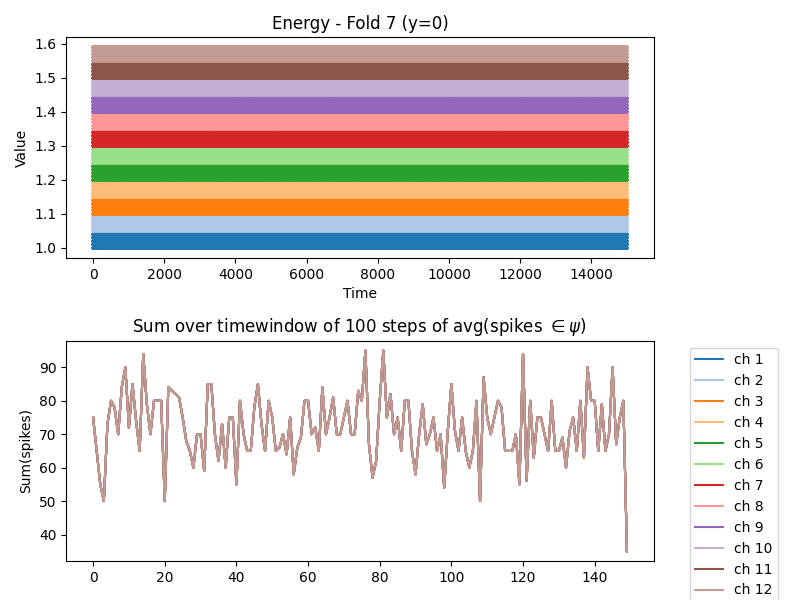 Energy - Fold 7 (y=0)
1.6
1.5
1.4
1.3
1.2
1.1
1.0
Value
0 2000 4000 6000 8000 10000 12000 14000
Time
Sum over timewindow of 100 steps of avg(spikes ∈ψ)
90
80
70
60
50
40
Sum(spikes)
0 20 40 60 80 100 120 140
ch 1
ch 2
ch 3
ch 4
ch 5
ch 6
ch 7
ch 8
ch 9
ch 10
ch 11
ch 12